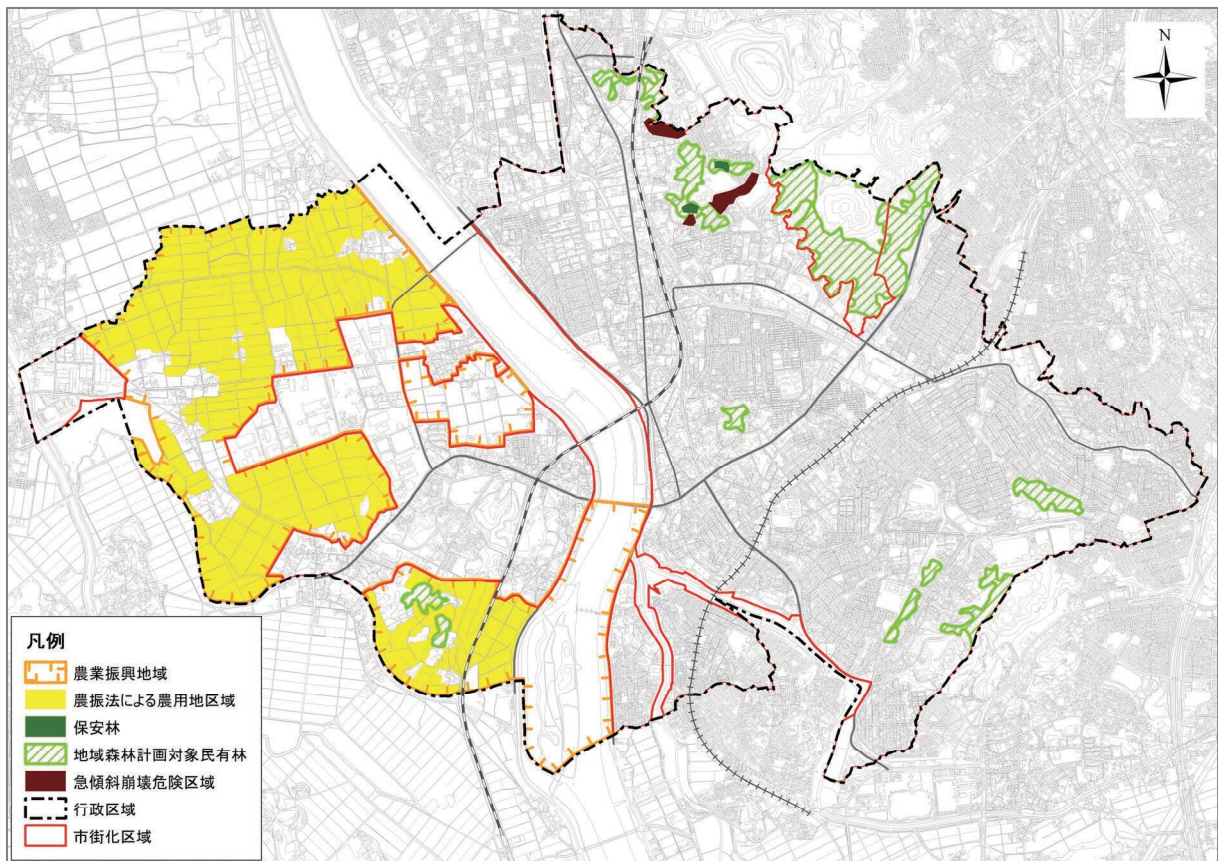 N
凡例
農業振興地域
農振法による農用地区域
保安林
地域森林計画対象民有林
急傾斜崩壊危険区域
行政区域
市街化区域